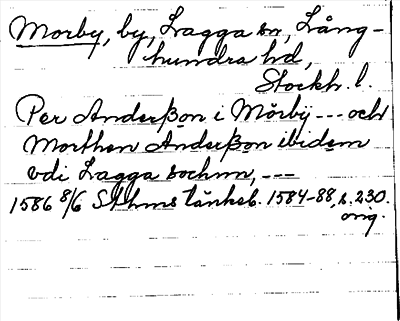 Morby, by, Lagga sn, Lång-
hundra hd,
Stockh. l.
Per Anderßon i Mörbÿ --- och
Morthen Anderßon ibidem
vdi Lagga sochnn, ---
1586 8/6 Sthms tänkeb. 1584-88, s. 230.
orig.